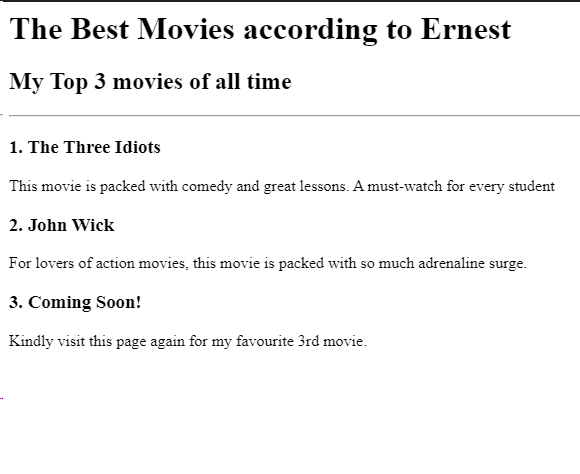 The Best Movies according to Ernest
My Top 3 movies of all time
1. The Three Idiots
This movie is packed with comedy and great lessons. A must-watch for every student
2. John Wick
For lovers of action movies, this movie is packed with so much adrenaline surge.
3. Coming Soon!
Kindly visit this page again for my favourite 3rd movie.